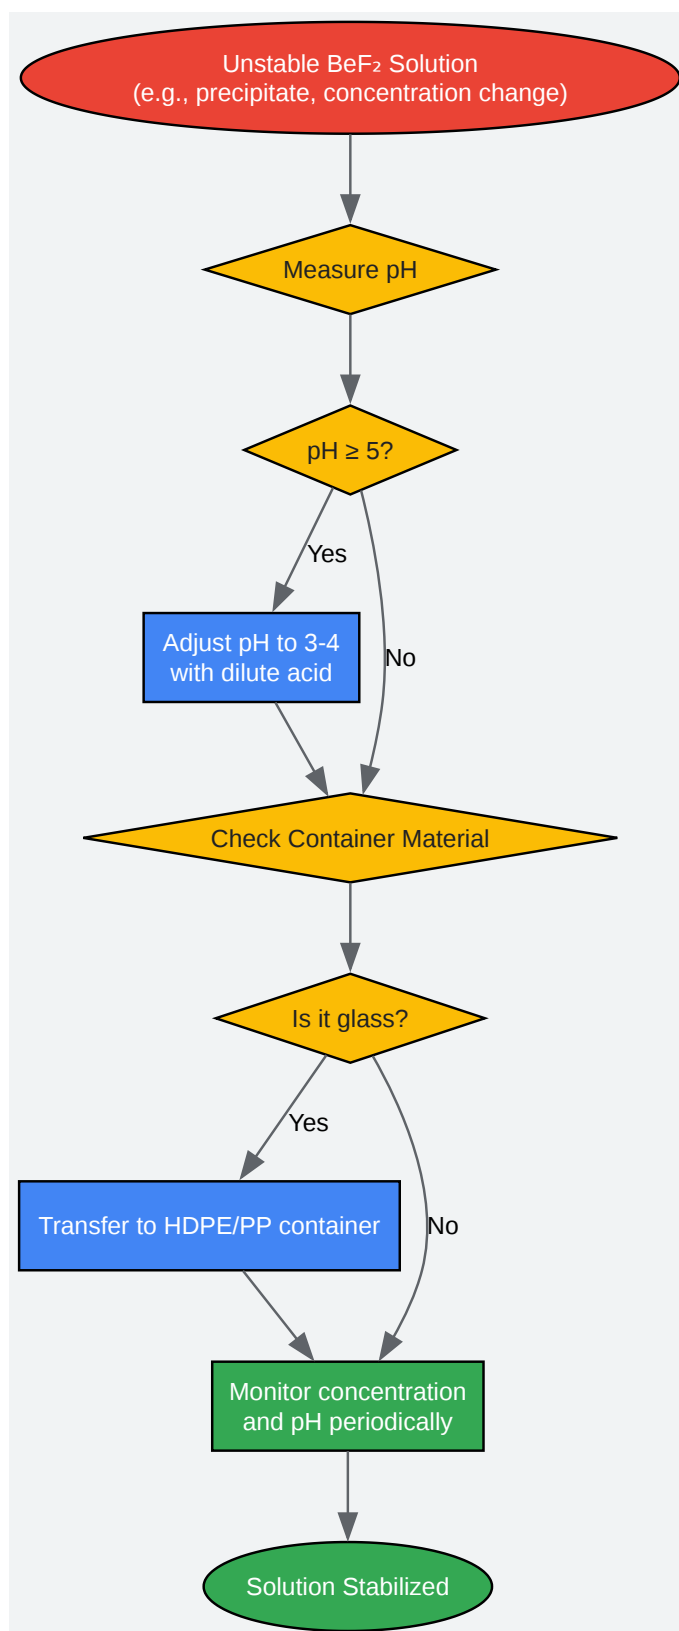 Unstable BeF₂ Solution
(e.g., precipitate, concentration change)
Measure pH
pH ≥ 5?
Yes
Adjust pH to 3-4
with dilute acid
No
Check Container Material
Is it glass?
Yes
Transfer to HDPE/PP container
No
Monitor concentration
and pH periodically
Solution Stabilized